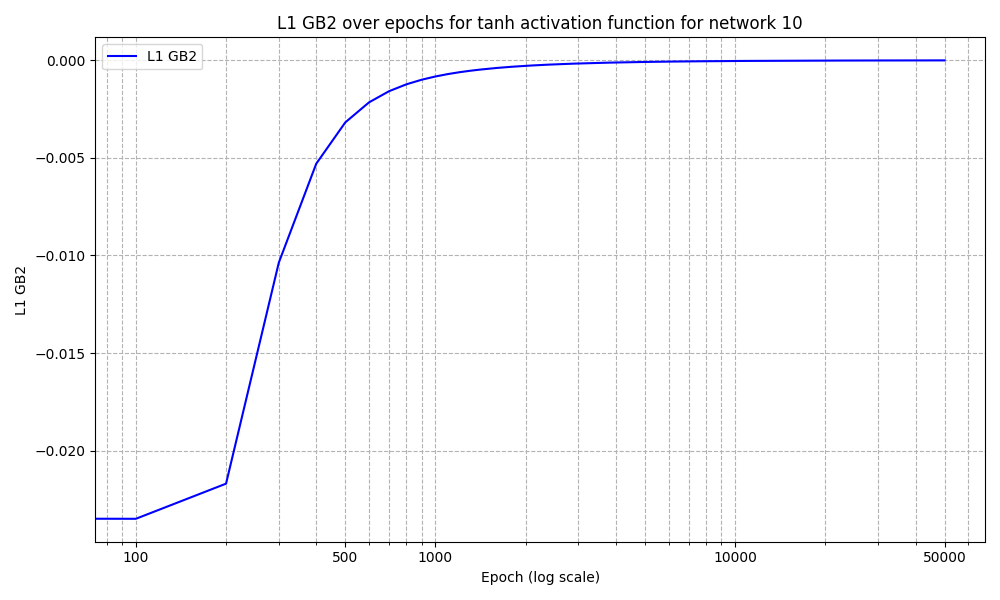 L1 GB2 over epochs for tanh activation function for network 10
L1 GB2
0.000
−0.005
−0.010
−0.015
−0.020
L1 GB2
100
500
1000
10000
50000
Epoch (log scale)